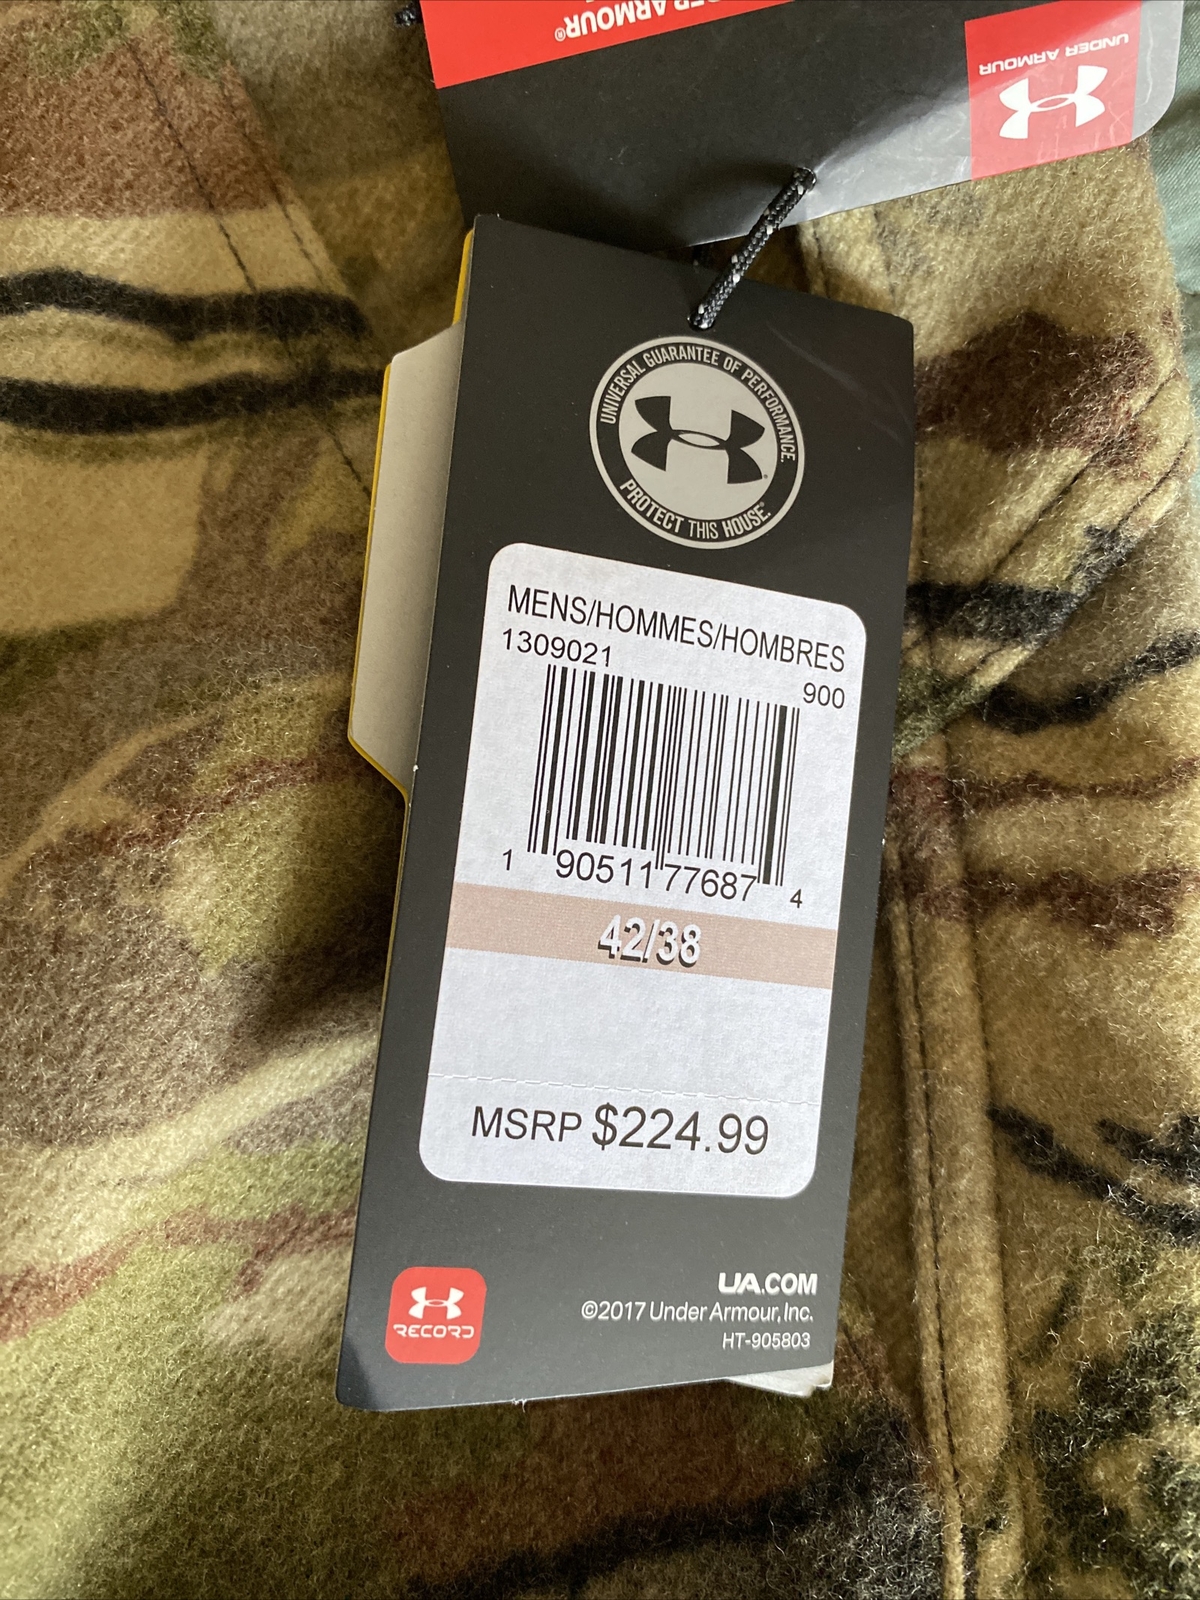 ARMOUR®
UNDER ARMOUR
UNIVERSAL GUARANTEE OF PERFORMANCE.
PROTECT THIS HOUSE.®
MENS/HOMMES/HOMBRES
1309021
900
1 90511 77687 4
42/38
MSRP $224.99
RECORD
UA.COM
©2017 Under Armour, Inc.
HT-905803